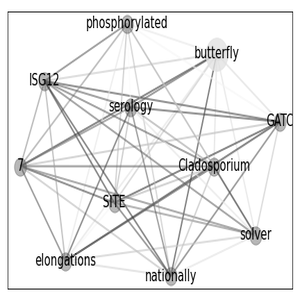 phosphorylated
butterfly
ISG12
serology
GATC
7
Cladosporium
SITE
solver
elongations
nationally